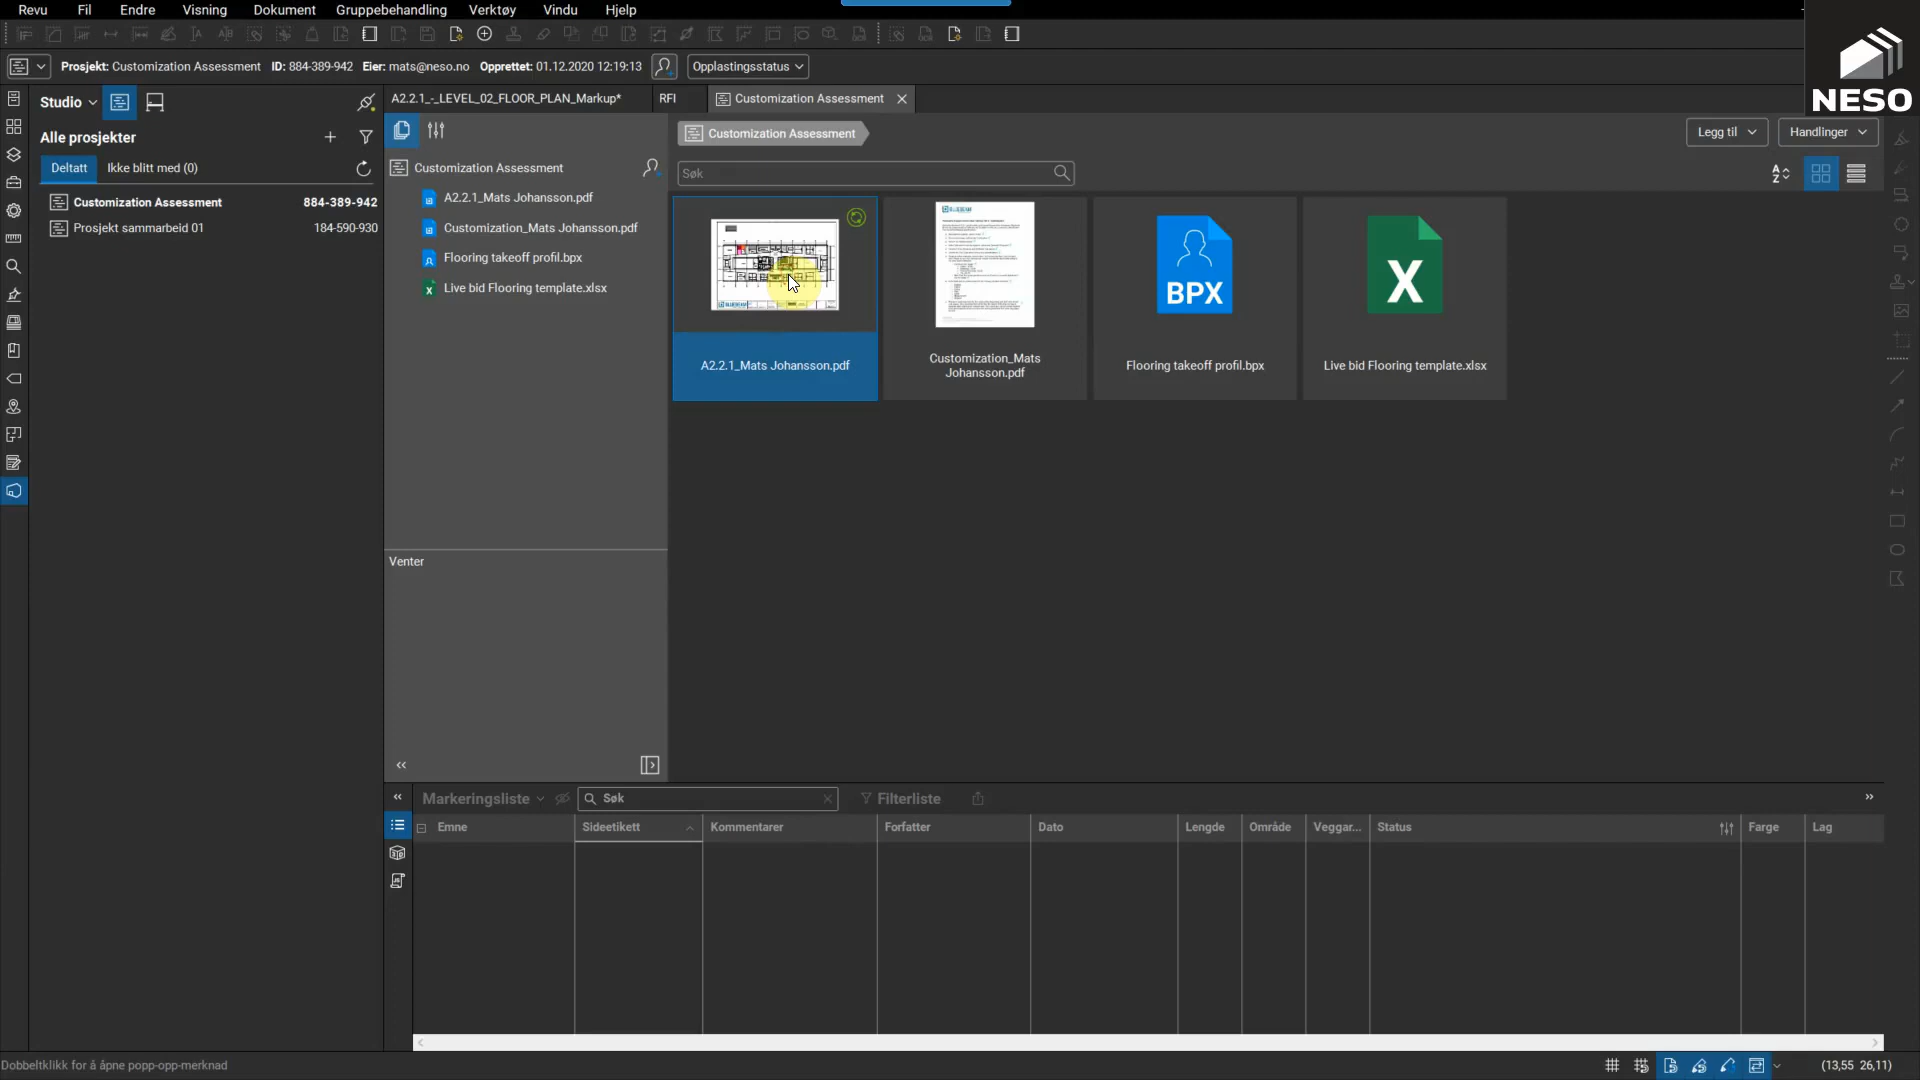 Revu Fil Endre Visning Dokument Gruppebehandling Verktøy Vindu Hjelp
NESO
Prosjekt: Customization Assessment ID: 884-389-942 Eier: mats@neso.no Opprettet: 01.12.2020 12:19:13 Opplastingsstatus
Studio
A2.2.1_-_LEVEL_02_FLOOR_PLAN_Markup* RFI Customization Assessment
Alle prosjekter
Deltatt Ikke blitt med (0)
Customization Assessment 884-389-942
Prosjekt sammarbeid 01 184-590-930
Customization Assessment
A2.2.1_Mats Johansson.pdf
Customization_Mats Johansson.pdf
Flooring takeoff profil.bpx
Live bid Flooring template.xlsx
Venter
Customization Assessment
Legg til Handlinger
Søk
BPX
X
A2.2.1_Mats Johansson.pdf
Customization_Mats
Johansson.pdf
Flooring takeoff profil.bpx
Live bid Flooring template.xlsx
Markeringsliste Søk Filterliste
Emne Sideetikett Kommentarer Forfatter Dato Lengde Område Veggar... Status Farge Lag
Dobbeltklikk for å åpne popp-opp-merknad
(13,55 26,11)